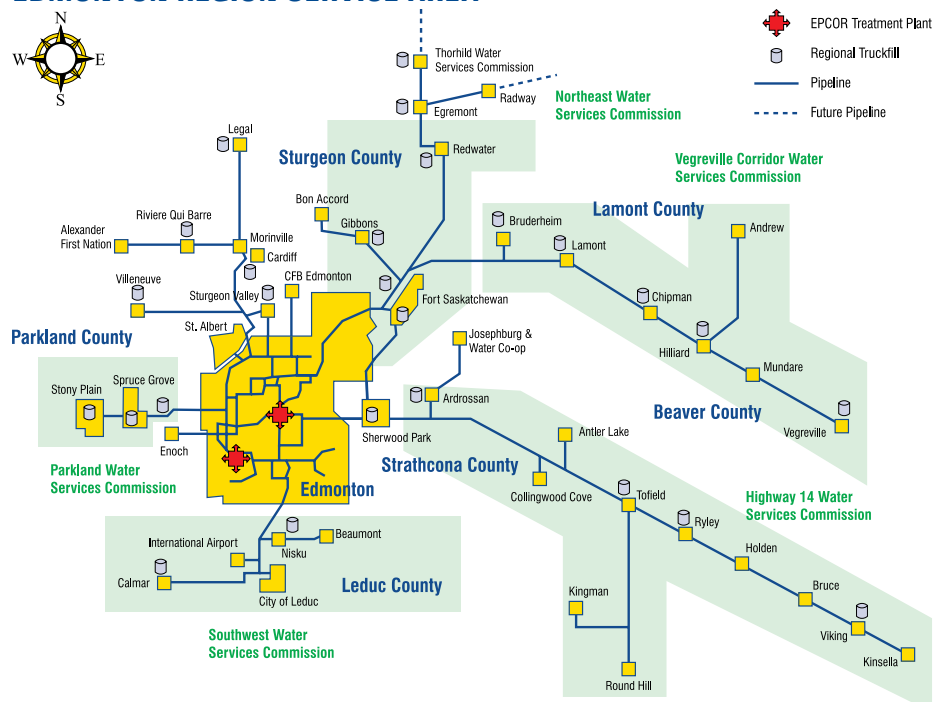 EDMONTON REGION SERVICE AREA
N
W
E
S
EPCOR Treatment Plant
Regional Truckfill
Pipeline
Future Pipeline
Thorhild Water
Services Commission
Radway
Egremont
Northeast Water
Services Commission
Legal
Sturgeon County
Redwater
Vegreville Corridor Water
Services Commission
Bon Accord
Lamont County
Riviere Qui Barre
Gibbons
Bruderheim
Andrew
Alexander
First Nation
Morinville
Lamont
Cardiff
Villeneuve
CFB Edmonton
Sturgeon Valley
Fort Saskatchewan
Chipman
St. Albert
Parkland County
Josephburg &
Water Co-op
Hilliard
Mundare
Stony Plain
Spruce Grove
Ardrossan
Beaver County
Vegreville
Enoch
Sherwood Park
Antler Lake
Parkland Water
Services Commission
Strathcona County
Edmonton
Collingwood Cove
Tofield
Highway 14 Water
Services Commission
Ryley
Beaumont
International Airport
Nisku
Holden
Calmar
City of Leduc
Leduc County
Kingman
Bruce
Southwest Water
Services Commission
Viking
Kinsella
Round Hill